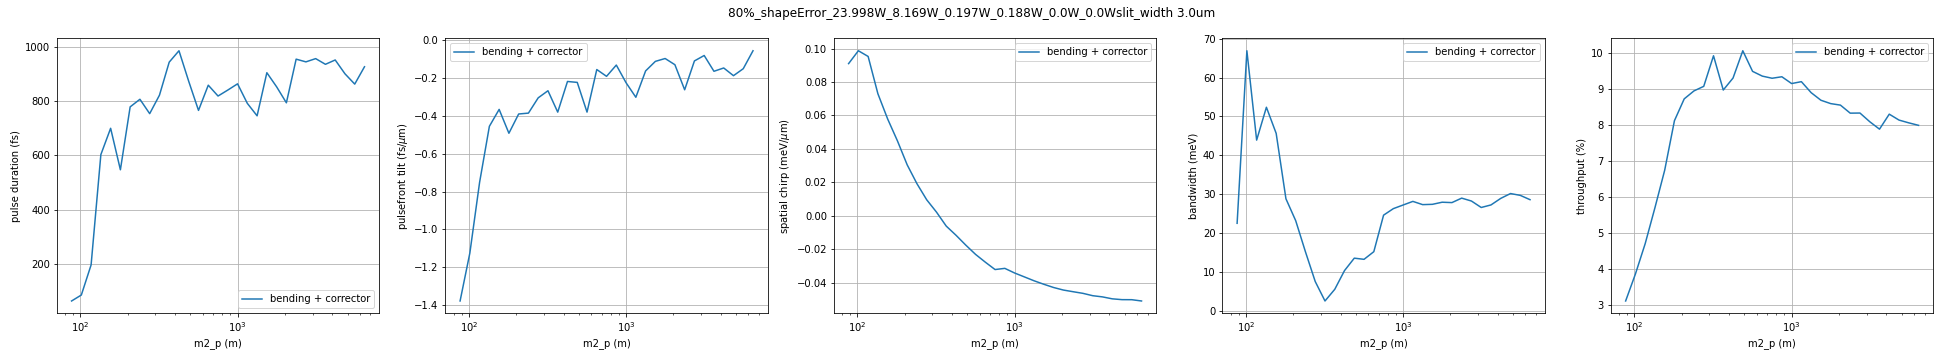 80%_shapeError_23.998W_8.169W_0.197W_0.188W_0.0W_0.0Wslit_width 3.0um
pulse duration (fs)
1000
800
600
400
200
bending + corrector
10²
10³
m2_p (m)
pulsefront tilt (fs/μm)
0.0
−0.2
−0.4
−0.6
−0.8
−1.0
−1.2
−1.4
bending + corrector
10²
10³
m2_p (m)
spatial chirp (meV/μm)
0.10
0.08
0.06
0.04
0.02
0.00
−0.02
−0.04
bending + corrector
10²
10³
m2_p (m)
bandwidth (meV)
70
60
50
40
30
20
10
0
bending + corrector
10²
10³
m2_p (m)
throughput (%)
10
9
8
7
6
5
4
3
bending + corrector
10²
10³
m2_p (m)